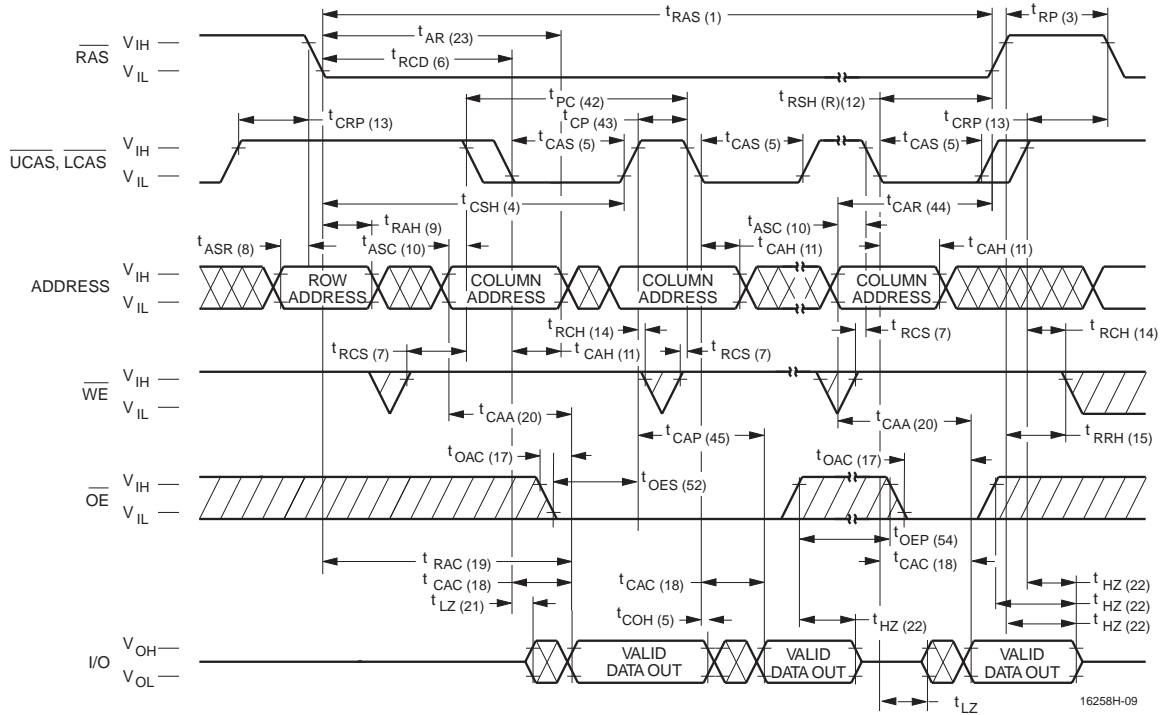 t RAS (1)
t RP (3)
t AR (23)
RAS
V IH
V IL
t RCD (6)
t PC (42)
t RSH (R)(12)
t CRP (13)
t CP (43)
t CRP (13)
UCAS, LCAS
V IH
V IL
t CAS (5)
t CAS (5)
t CAS (5)
t CSH (4)
t CAR (44)
t RAH (9)
t ASC (10)
t ASR (8)
t ASC (10)
t CAH (11)
t CAH (11)
ADDRESS
V IH
V IL
ROW
ADDRESS
COLUMN
ADDRESS
COLUMN
ADDRESS
COLUMN
ADDRESS
t RCH (14)
t RCS (7)
t RCH (14)
t RCS (7)
t CAH (11)
t RCS (7)
WE
V IH
V IL
t CAA (20)
t CAP (45)
t CAA (20)
t RRH (15)
t OAC (17)
t OAC (17)
t OES (52)
OE
V IH
V IL
t OEP (54)
t RAC (19)
t CAC (18)
t CAC (18)
t CAC (18)
t HZ (22)
t LZ (21)
t COH (5)
t HZ (22)
t HZ (22)
t HZ (22)
I/O
V OH
V OL
VALID
DATA OUT
VALID
DATA OUT
VALID
DATA OUT
t LZ
16258H-09